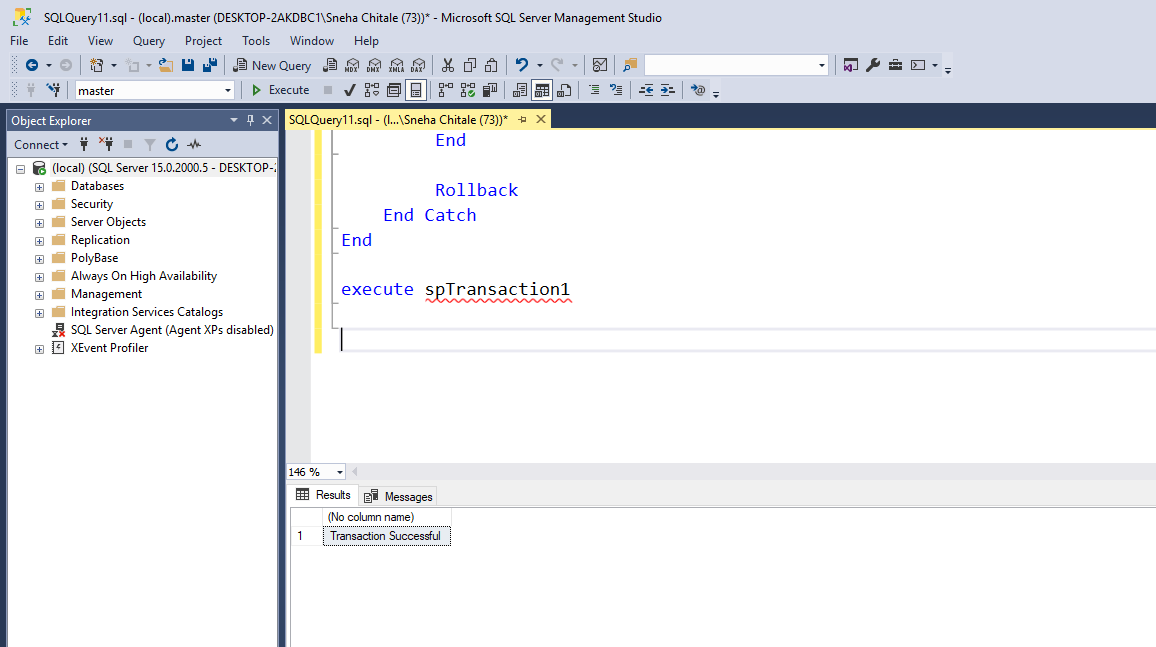 SQLQuery11.sql - (local).master (DESKTOP-2AKDBC1\Sneha Chitale (73))* - Microsoft SQL Server Management Studio
File Edit View Query Project Tools Window Help
New Query MDX DMX XMLA DAX
master Execute
Object Explorer
SQLQuery11.sql - (l...\Sneha Chitale (73))*
Connect
(local) (SQL Server 15.0.2000.5 - DESKTOP-2
Databases
Security
Server Objects
Replication
PolyBase
Always On High Availability
Management
Integration Services Catalogs
SQL Server Agent (Agent XPs disabled)
XEvent Profiler
End
Rollback
End Catch
End
execute spTransaction1
146 %
Results Messages
(No column name)
1 Transaction Successful